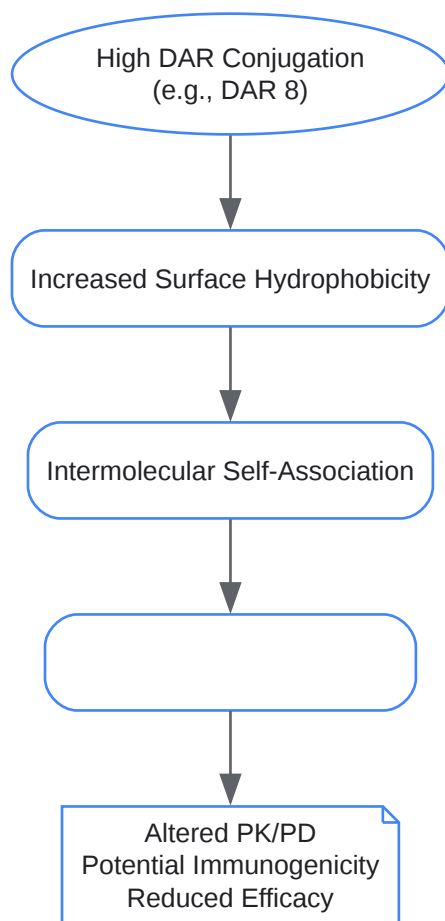 High DAR Conjugation
(e.g., DAR 8)
Increased Surface Hydrophobicity
Intermolecular Self-Association
Altered PK/PD
Potential Immunogenicity
Reduced Efficacy